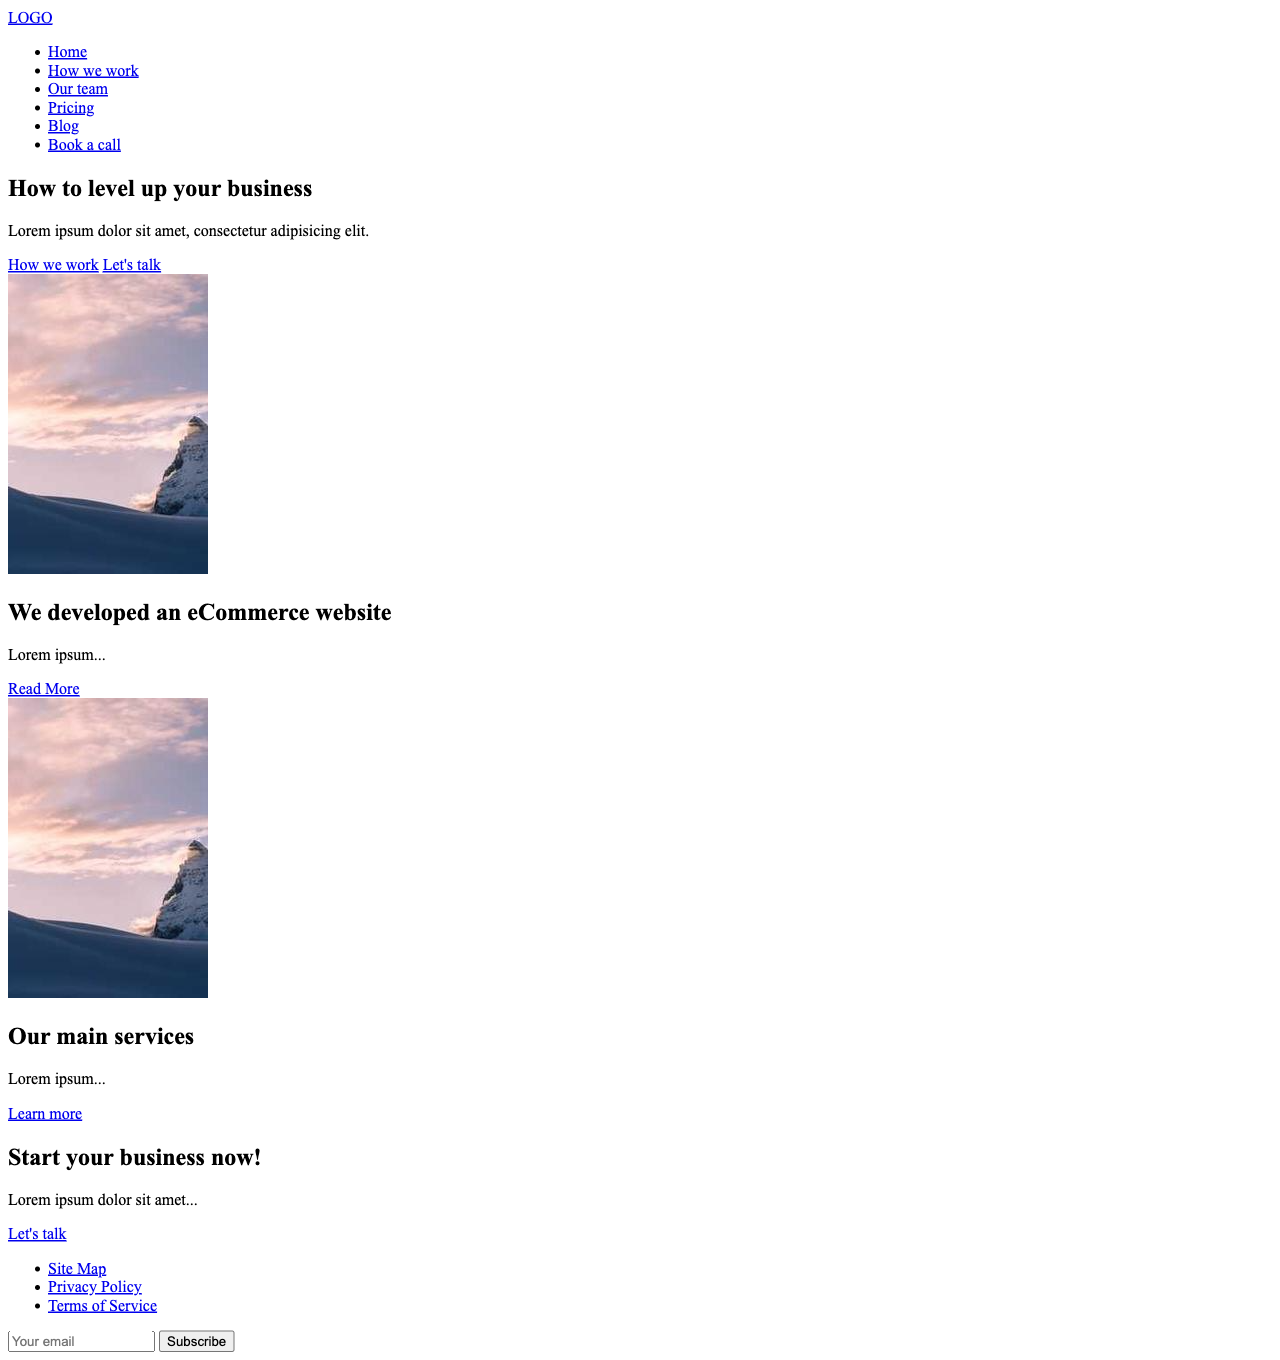 LOGO
Home
How we work
Our team
Pricing
Blog
Book a call
How to level up your business
Lorem ipsum dolor sit amet, consectetur adipisicing elit.
How we work Let's talk
We developed an eCommerce website
Lorem ipsum...
Read More
Our main services
Lorem ipsum...
Learn more
Start your business now!
Lorem ipsum dolor sit amet...
Let's talk
Site Map
Privacy Policy
Terms of Service
Your email Subscribe